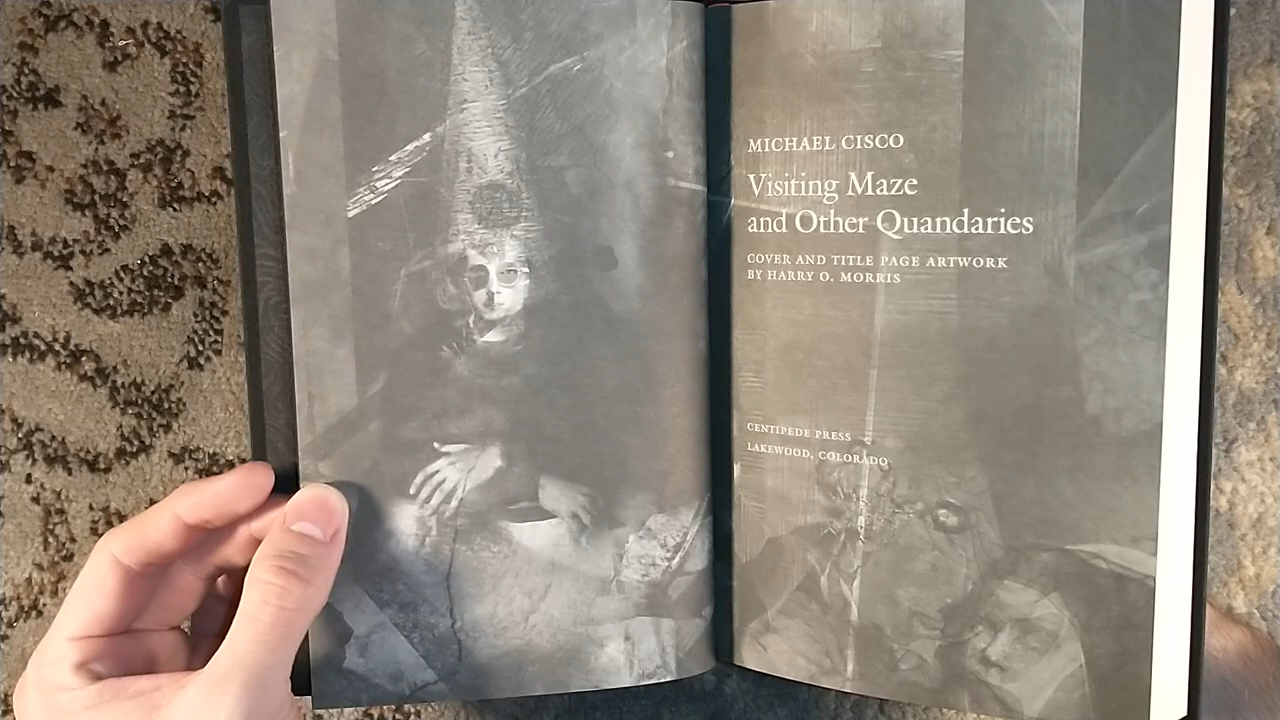 MICHAEL CISCO
Visiting Maze
and Other Quandaries
COVER AND TITLE PAGE ARTWORK
BY HARRY O. MORRIS
CENTIPEDE PRESS
LAKEWOOD, COLORADO